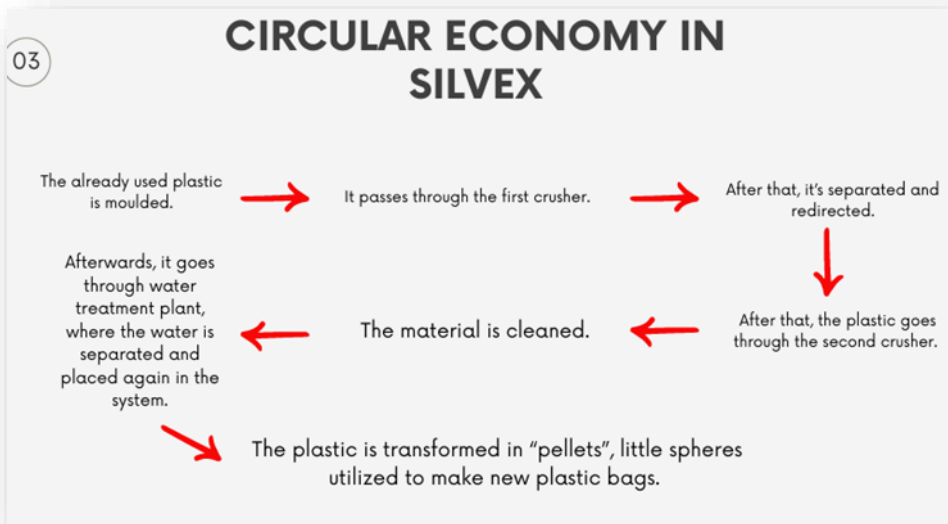 03
CIRCULAR ECONOMY IN
SILVEX
The already used plastic
is moulded.
It passes through the first crusher.
After that, it's separated and
redirected.
After that, the plastic goes
through the second crusher.
The material is cleaned.
Afterwards, it goes
through water
treatment plant,
where the water is
separated and
placed again in the
system.
The plastic is transformed in “pellets”, little spheres
utilized to make new plastic bags.